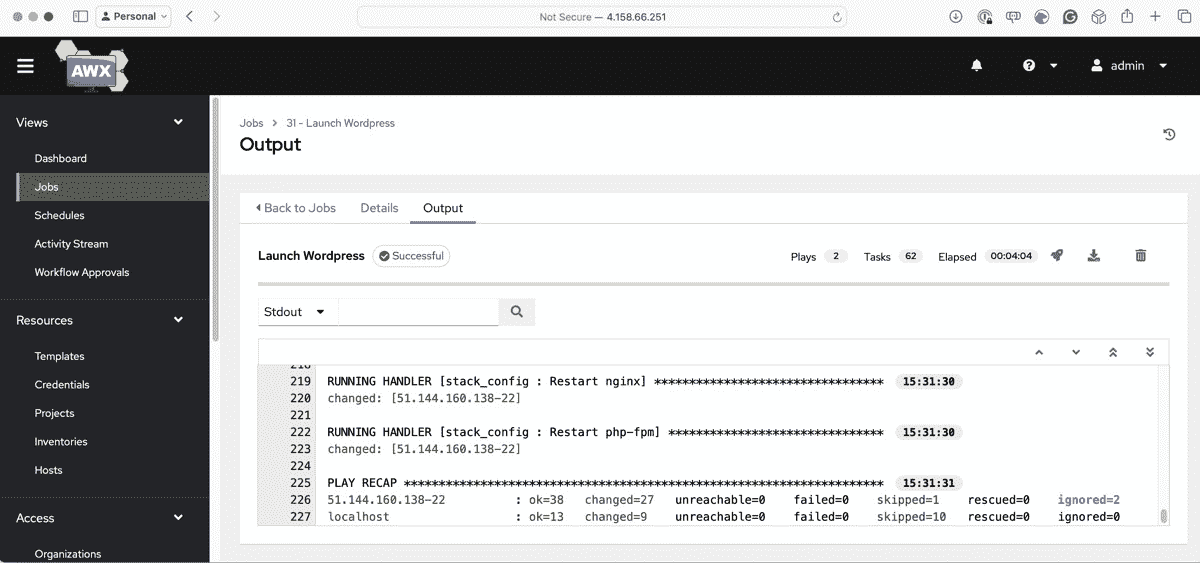 Personal
Not Secure — 4.158.66.251
AWX
admin
Views
Dashboard
Jobs
Schedules
Activity Stream
Workflow Approvals
Resources
Templates
Credentials
Projects
Inventories
Hosts
Access
Organizations
Jobs > 31 - Launch Wordpress
Output
Back to Jobs Details Output
Launch Wordpress Successful Plays 2 Tasks 62 Elapsed 00:04:04
Stdout
218
219 RUNNING HANDLER [stack_config : Restart nginx] ********************************* 15:31:30
220 changed: [51.144.160.138-22]
221
222 RUNNING HANDLER [stack_config : Restart php-fpm] ******************************* 15:31:30
223 changed: [51.144.160.138-22]
224
225 PLAY RECAP ********************************************************************* 15:31:31
226 51.144.160.138-22 : ok=38 changed=27 unreachable=0 failed=0 skipped=1 rescued=0 ignored=2
227 localhost : ok=13 changed=9 unreachable=0 failed=0 skipped=10 rescued=0 ignored=0